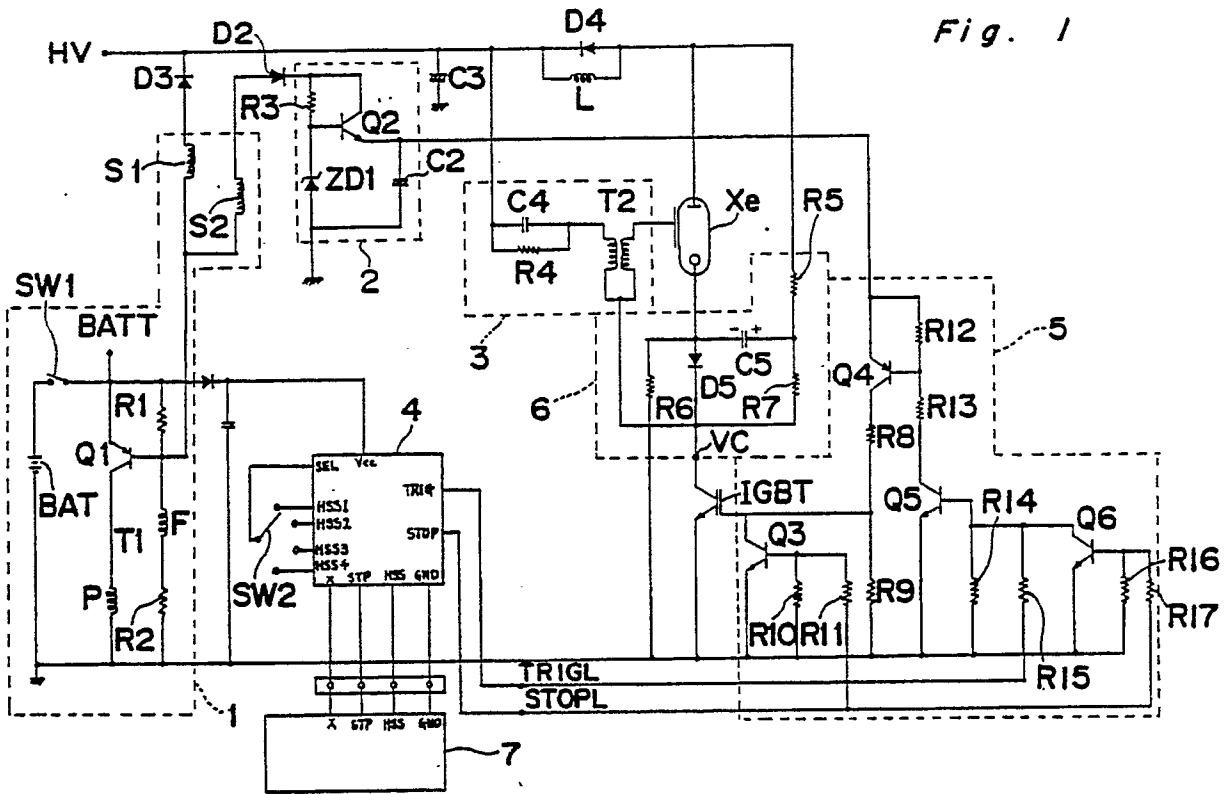 Fig. 1
HV
D2
D4
D3
R3
Q2
C3
L
S1
S2
ZD1
C2
2
C4
T2
Xe
R5
R4
3
SW1
BATT
6
C5
- +
D5
R6
R7
R12
5
Q4
R13
R8
R1
Q1
BAT
T1
F
P
R2
1
4
SEL
Vcc
TRIG
HSS1
HSS2
STOP
HSS3
HSS4
SW2
X STP HSS GND
VC
IGBT
Q3
Q5
R14
Q6
R16
R17
R10
R11
R9
R15
TRIGL
STOPL
X STP HSS GND
7